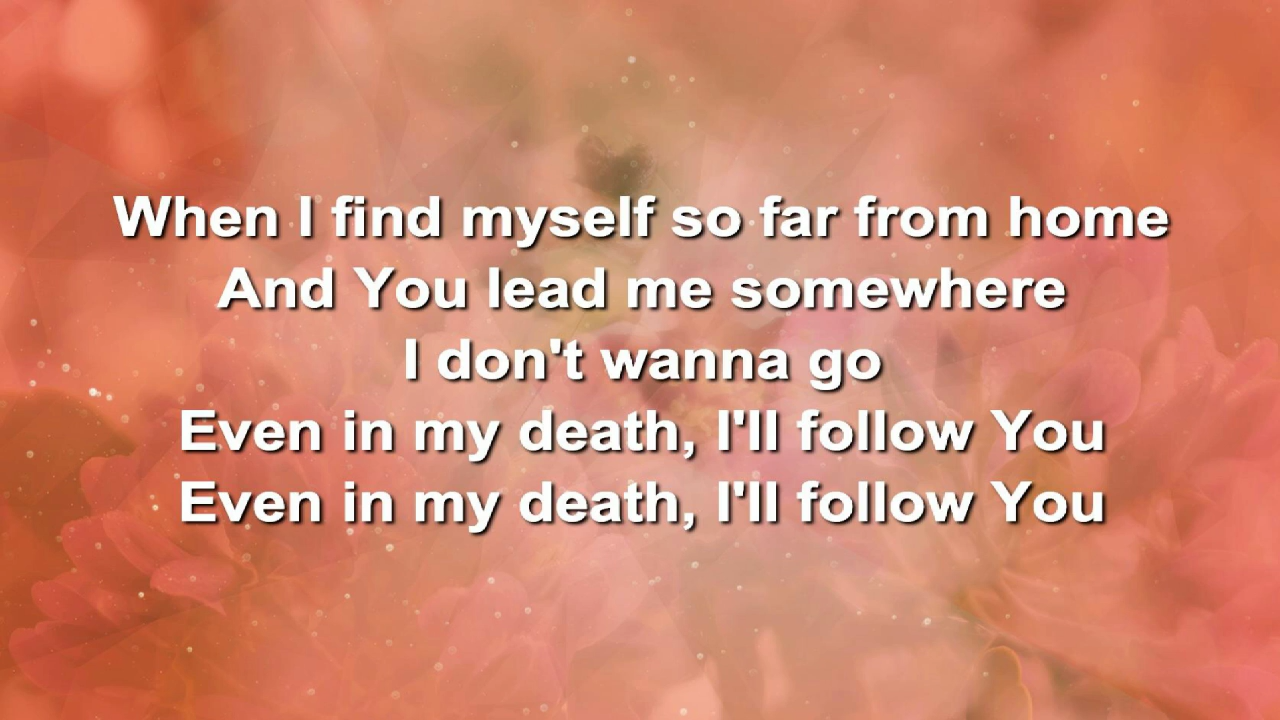 When I find myself so far from home
And You lead me somewhere
I don't wanna go
Even in my death, I'll follow You
Even in my death, I'll follow You